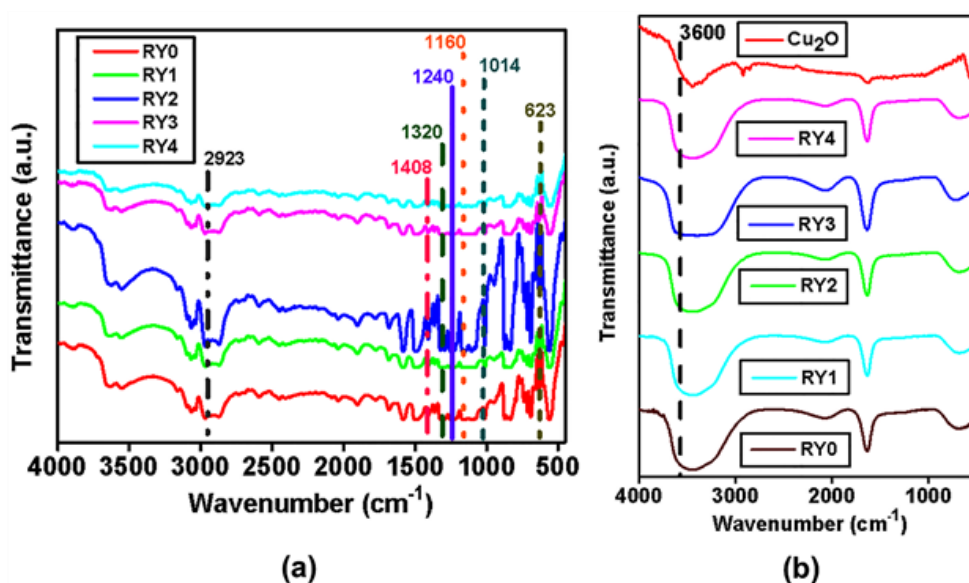 RY0
RY1
RY2
RY3
RY4
2923
1160
1240
1014
1320
623
1408
Transmittance (a.u.)
4000 3500 3000 2500 2000 1500 1000 500
Wavenumber (cm-1)
(a)
3600
Cu2O
RY4
RY3
RY2
RY1
RY0
Transmittance (a.u.)
4000 3000 2000 1000
Wavenumber (cm-1)
(b)